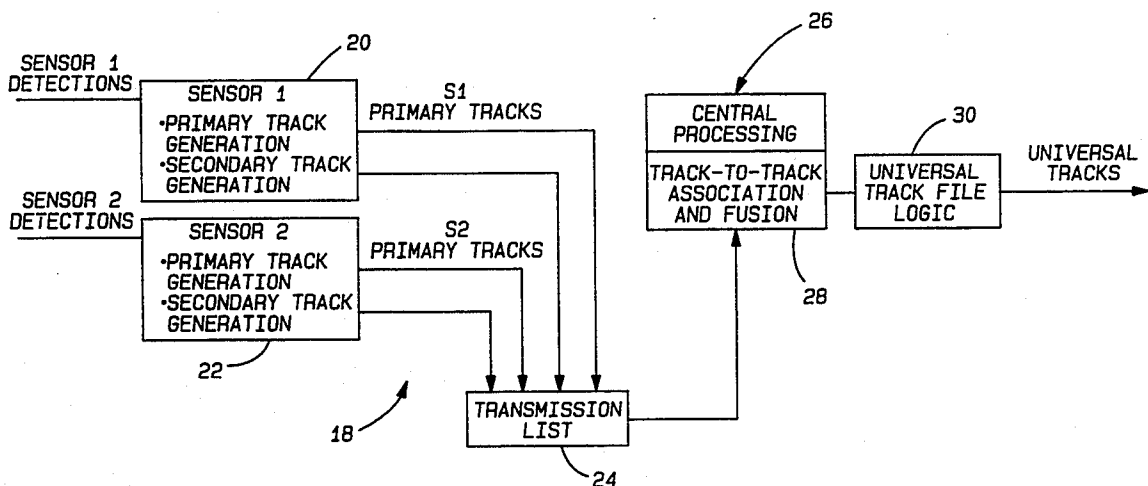 SENSOR 1
DETECTIONS
20
SENSOR 1
•PRIMARY TRACK
GENERATION
•SECONDARY TRACK
GENERATION
S1
PRIMARY TRACKS
SENSOR 2
DETECTIONS
SENSOR 2
•PRIMARY TRACK
GENERATION
•SECONDARY TRACK
GENERATION
22
S2
PRIMARY TRACKS
18
TRANSMISSION
LIST
24
26
CENTRAL
PROCESSING
TRACK-TO-TRACK
ASSOCIATION
AND FUSION
28
30
UNIVERSAL
TRACK FILE
LOGIC
UNIVERSAL
TRACKS